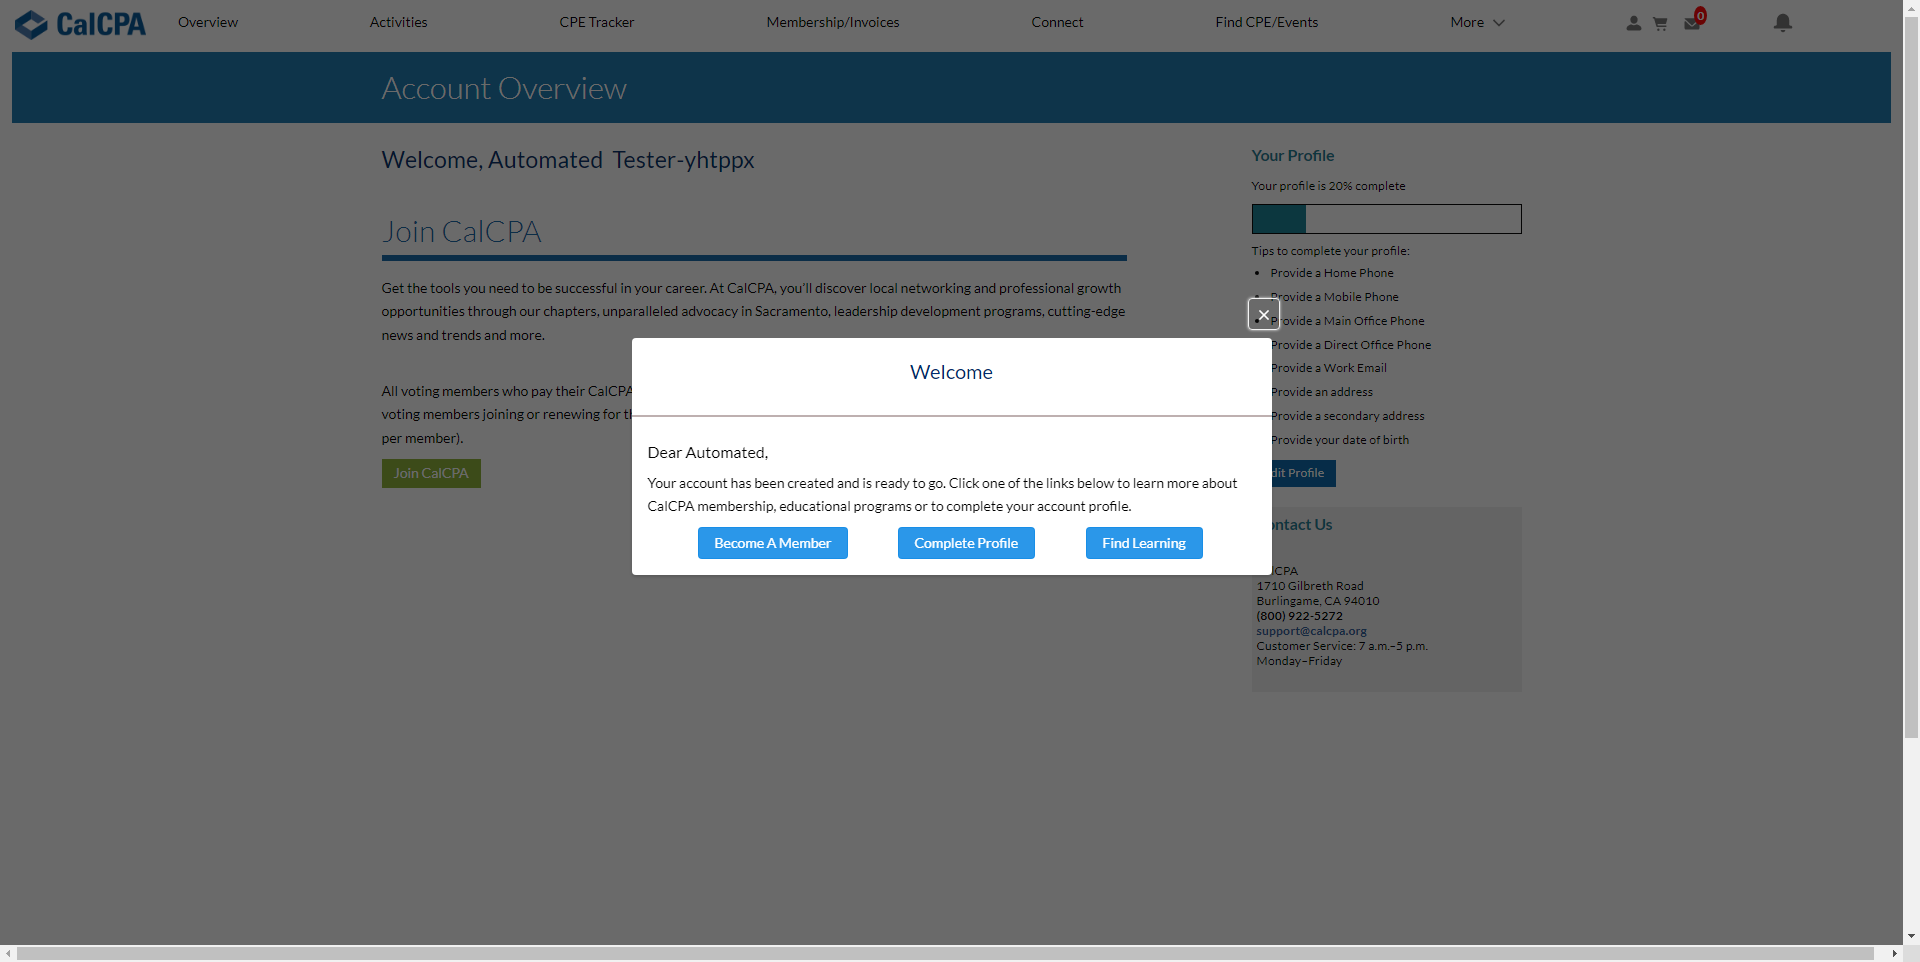 CalCPA
Overview
Activities
CPE Tracker
Membership/Invoices
Connect
Find CPE/Events
More
0
Account Overview
Welcome, Automated Tester-yhtppx
Join CalCPA
Get the tools you need to be successful in your career. At CalCPA, you'll discover local networking and professional growth
opportunities through our chapters, unparalleled advocacy in Sacramento, leadership development programs, cutting-edge
news and trends and more.
All voting members who pay their CalCPA
voting members joining or renewing for
per member).
Join CalCPA
Welcome
Dear Automated,
Your account has been created and is ready to go. Click one of the links below to learn more about
CalCPA membership, educational programs or to complete your account profile.
Become A Member
Complete Profile
Find Learning
Your Profile
Your profile is 20% complete
Tips to complete your profile:
Provide a Home Phone
Provide a Mobile Phone
Provide a Main Office Phone
Provide a Direct Office Phone
Provide a Work Email
Provide an address
Provide a secondary address
Provide your date of birth
dit Profile
ntact Us
CPA
1710 Gilbreth Road
Burlingame, CA 94010
(800) 922-5272
support@calcpa.org
Customer Service: 7 a.m.–5 p.m.
Monday–Friday